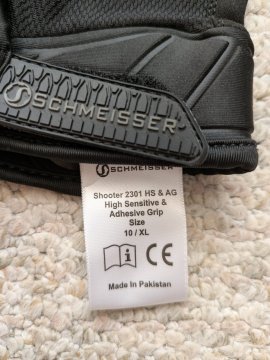 SCHMEISSER
SCHMEISSER
Shooter 2301 HS & AG
High Sensitive &
Adhesive Grip
Size
10 / XL
i CE
Made In Pakistan